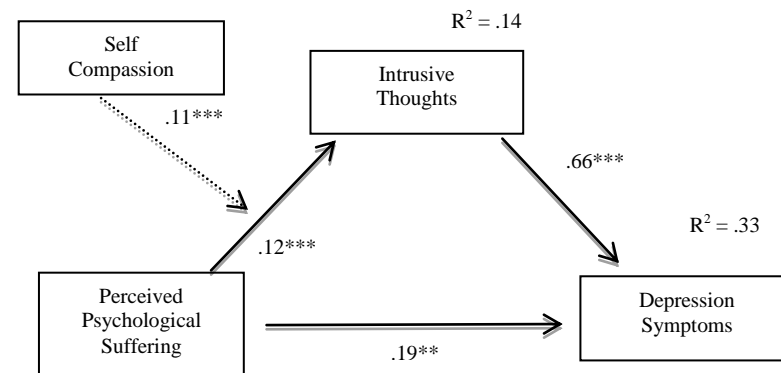 R² = .14
Self
Compassion
Intrusive
Thoughts
.11***
.66***
R² = .33
.12***
Perceived
Psychological
Suffering
Depression
Symptoms
.19**